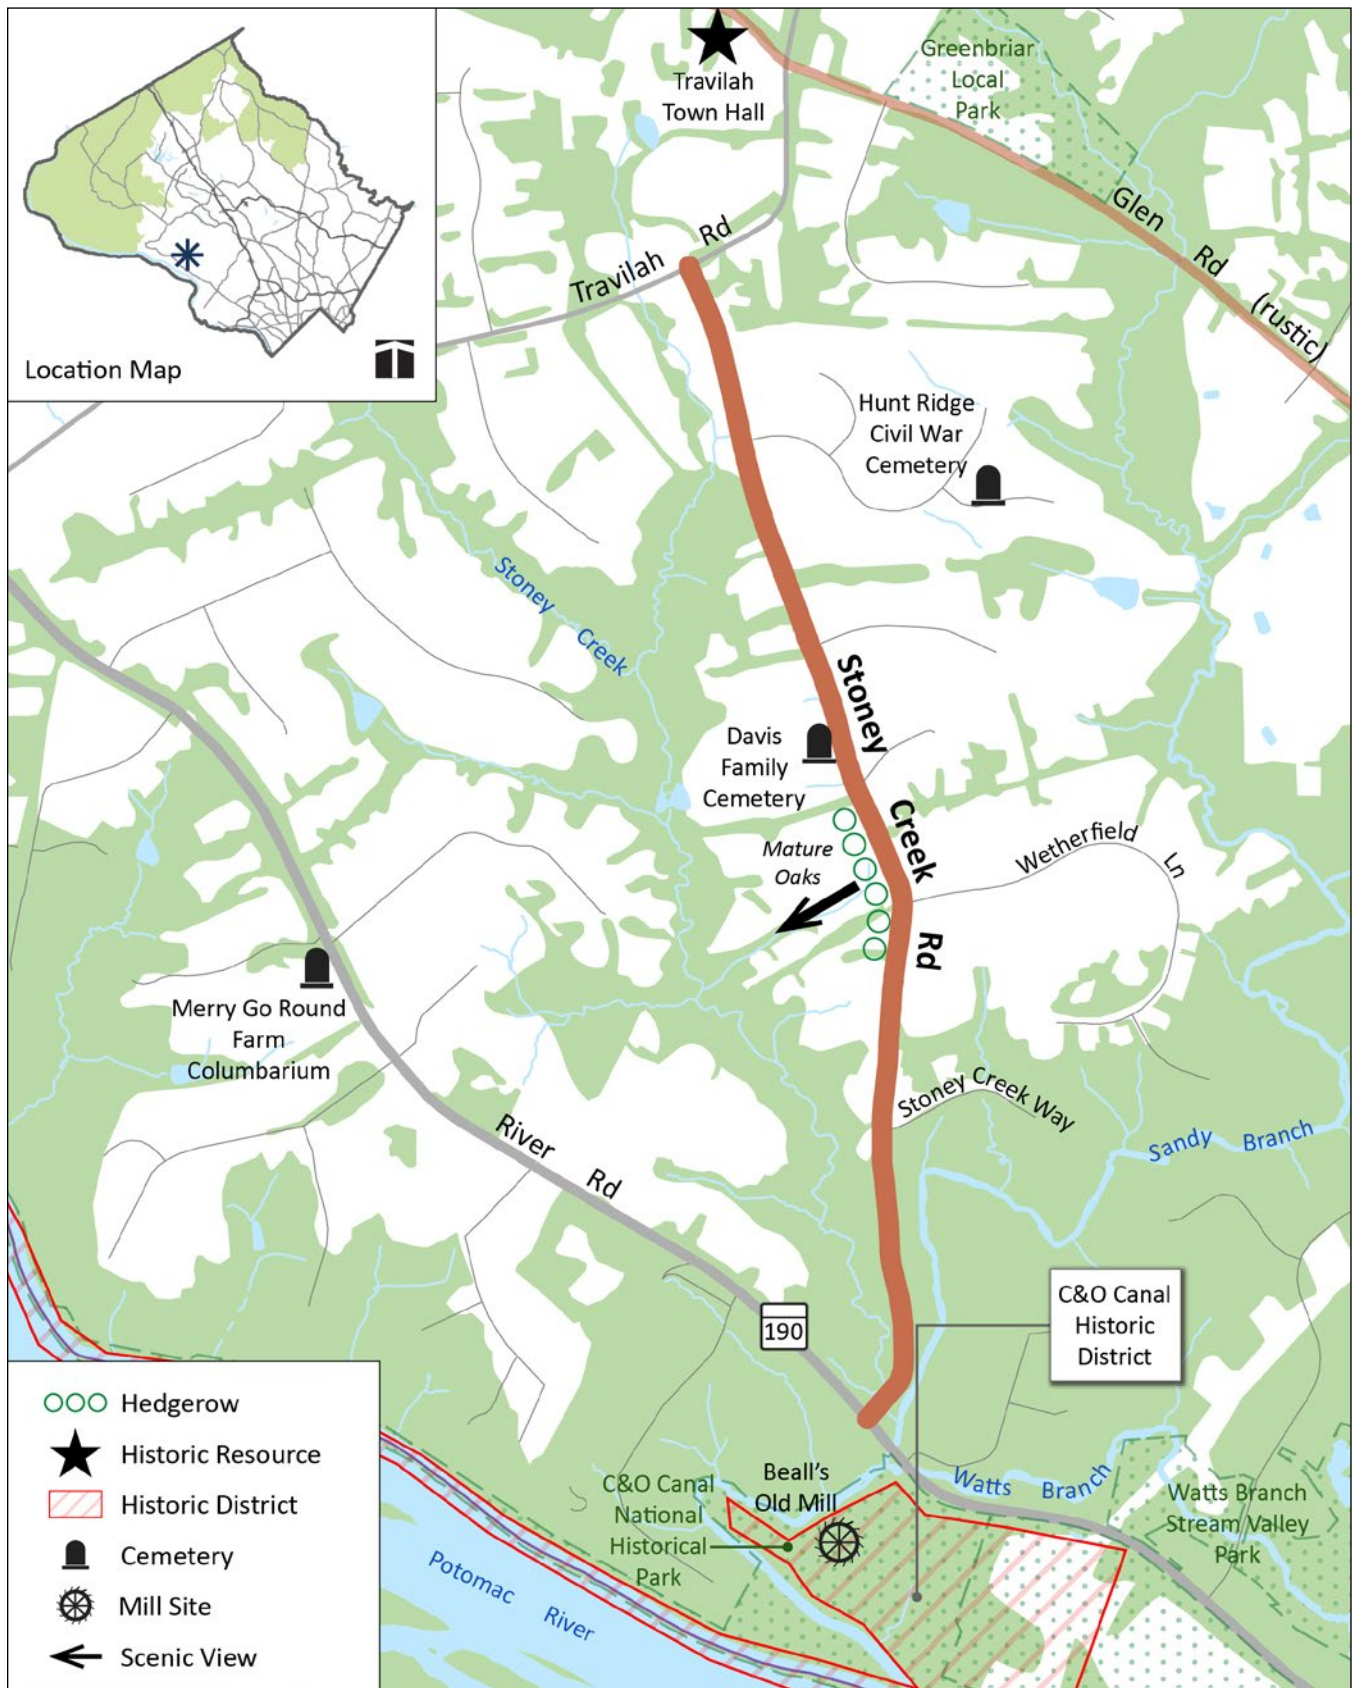 Location Map
Travilah
Town Hall
Greenbriar
Local
Park
Glen Rd (rustic)
Travilah Rd
Hunt Ridge
Civil War
Cemetery
Stoney Creek
Stoney Creek Rd
Davis
Family
Cemetery
Mature
Oaks
Wetherfield Ln
Merry Go Round
Farm
Columbarium
Stoney Creek Way
Sandy Branch
River Rd
190
C&O Canal
Historic
District
Beall's
Old Mill
C&O Canal
National
Historical
Park
Watts Branch
Watts Branch
Stream Valley
Park
Potomac River
Hedgerow
Historic Resource
Historic District
Cemetery
Mill Site
Scenic View